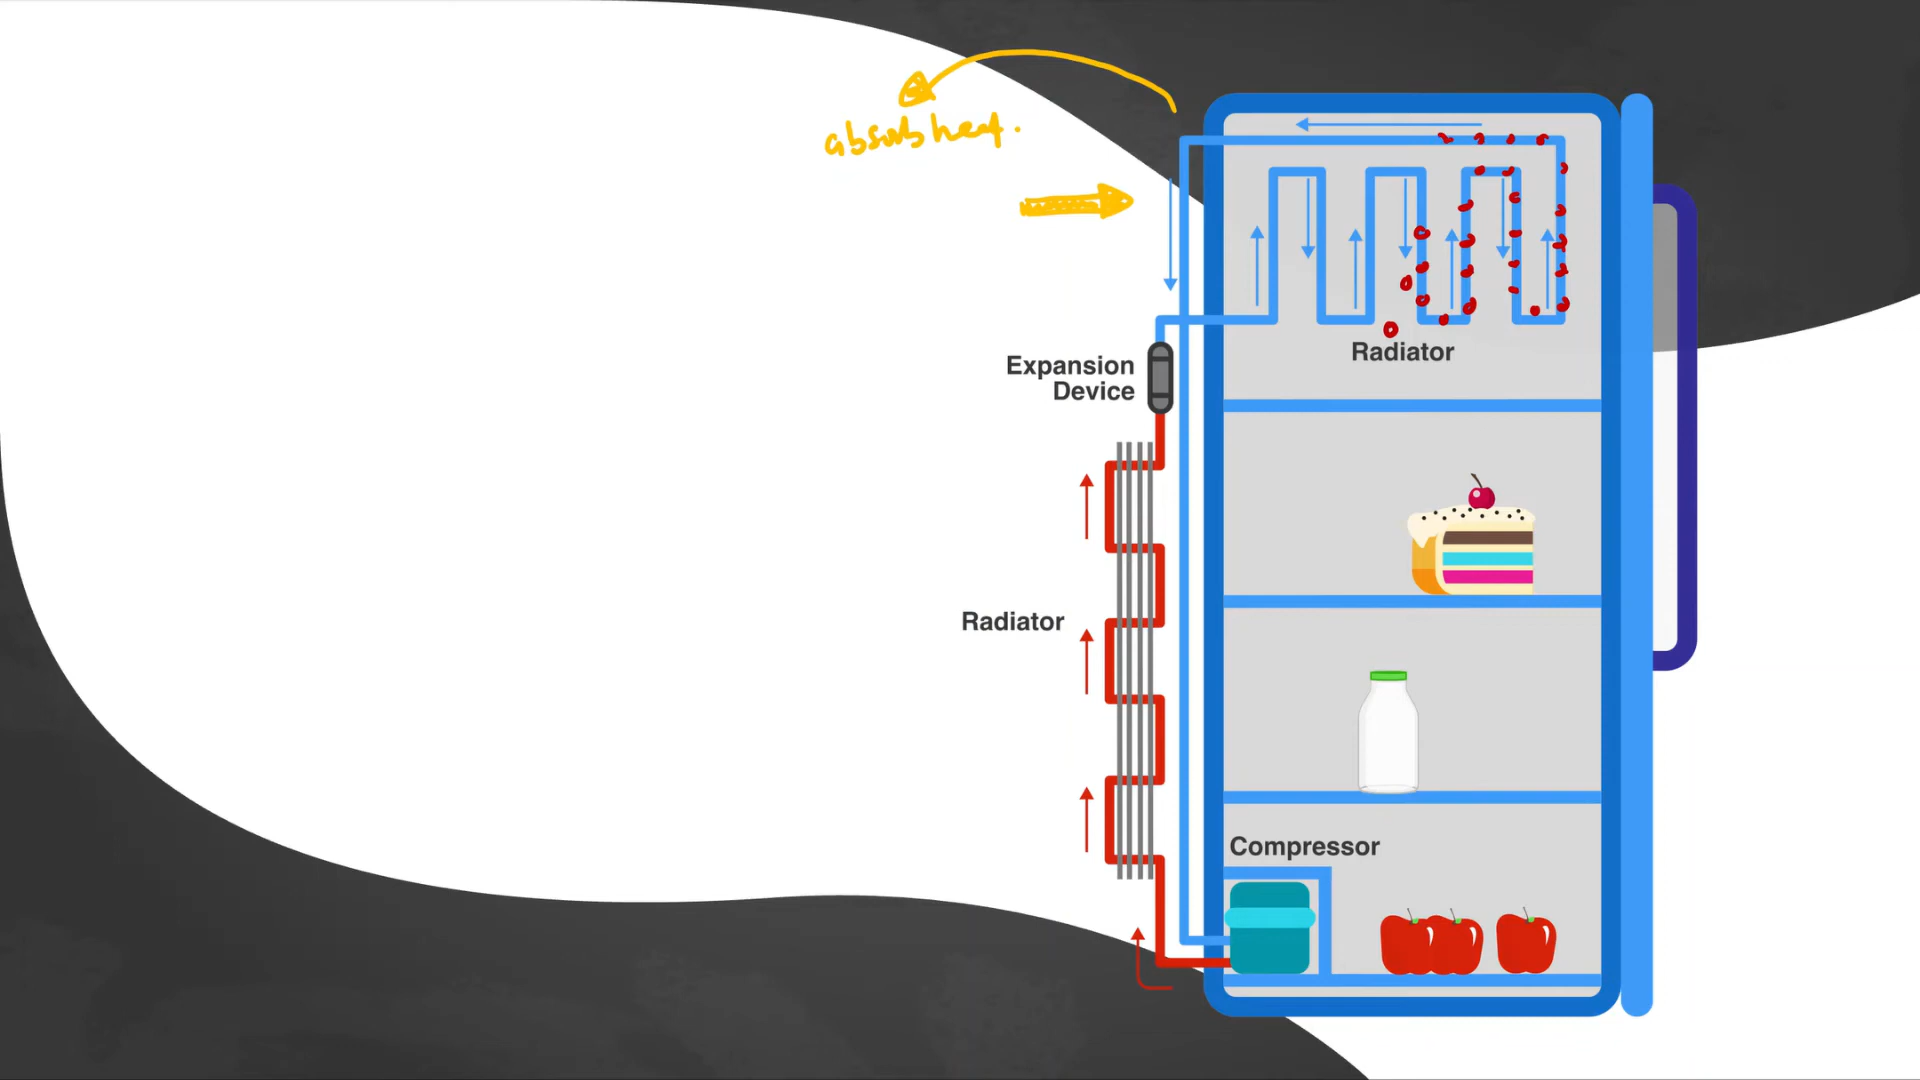 absorb heat.
Expansion
Device
Radiator
Radiator
Compressor